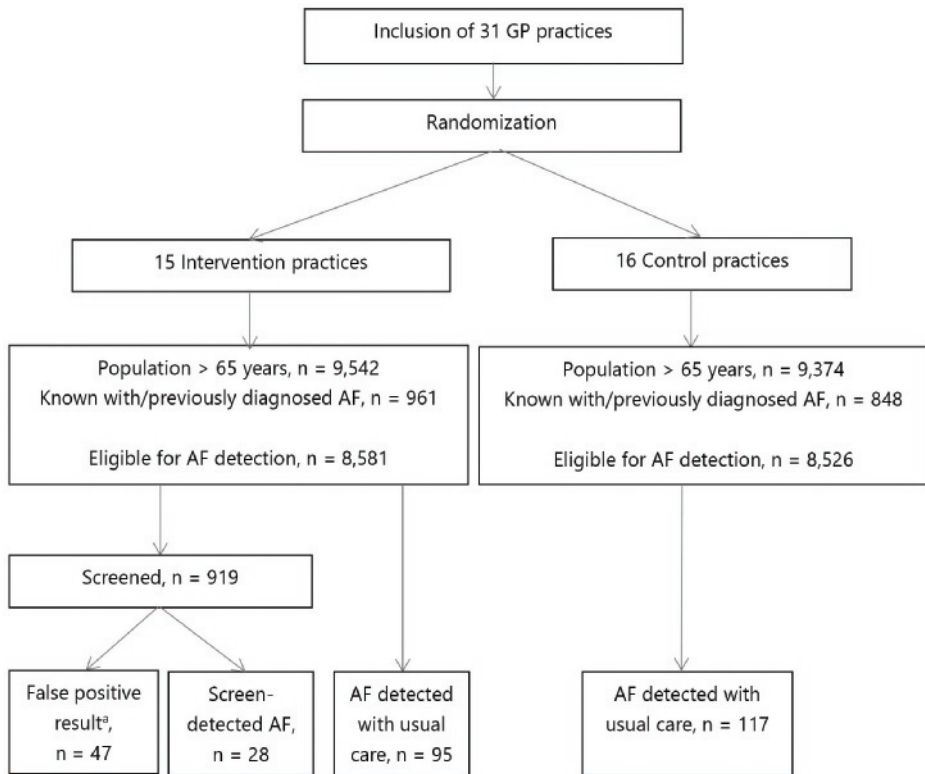 Inclusion of 31 GP practices
Randomization
15 Intervention practices
16 Control practices
Population > 65 years, n = 9,542
Known with/previously diagnosed AF, n = 961
Eligible for AF detection, n = 8,581
Population > 65 years, n = 9,374
Known with/previously diagnosed AF, n = 848
Eligible for AF detection, n = 8,526
Screened, n = 919
False positive
resultᵃ,
n = 47
Screen-
detected AF,
n = 28
AF detected
with usual
care, n = 95
AF detected with
usual care, n = 117